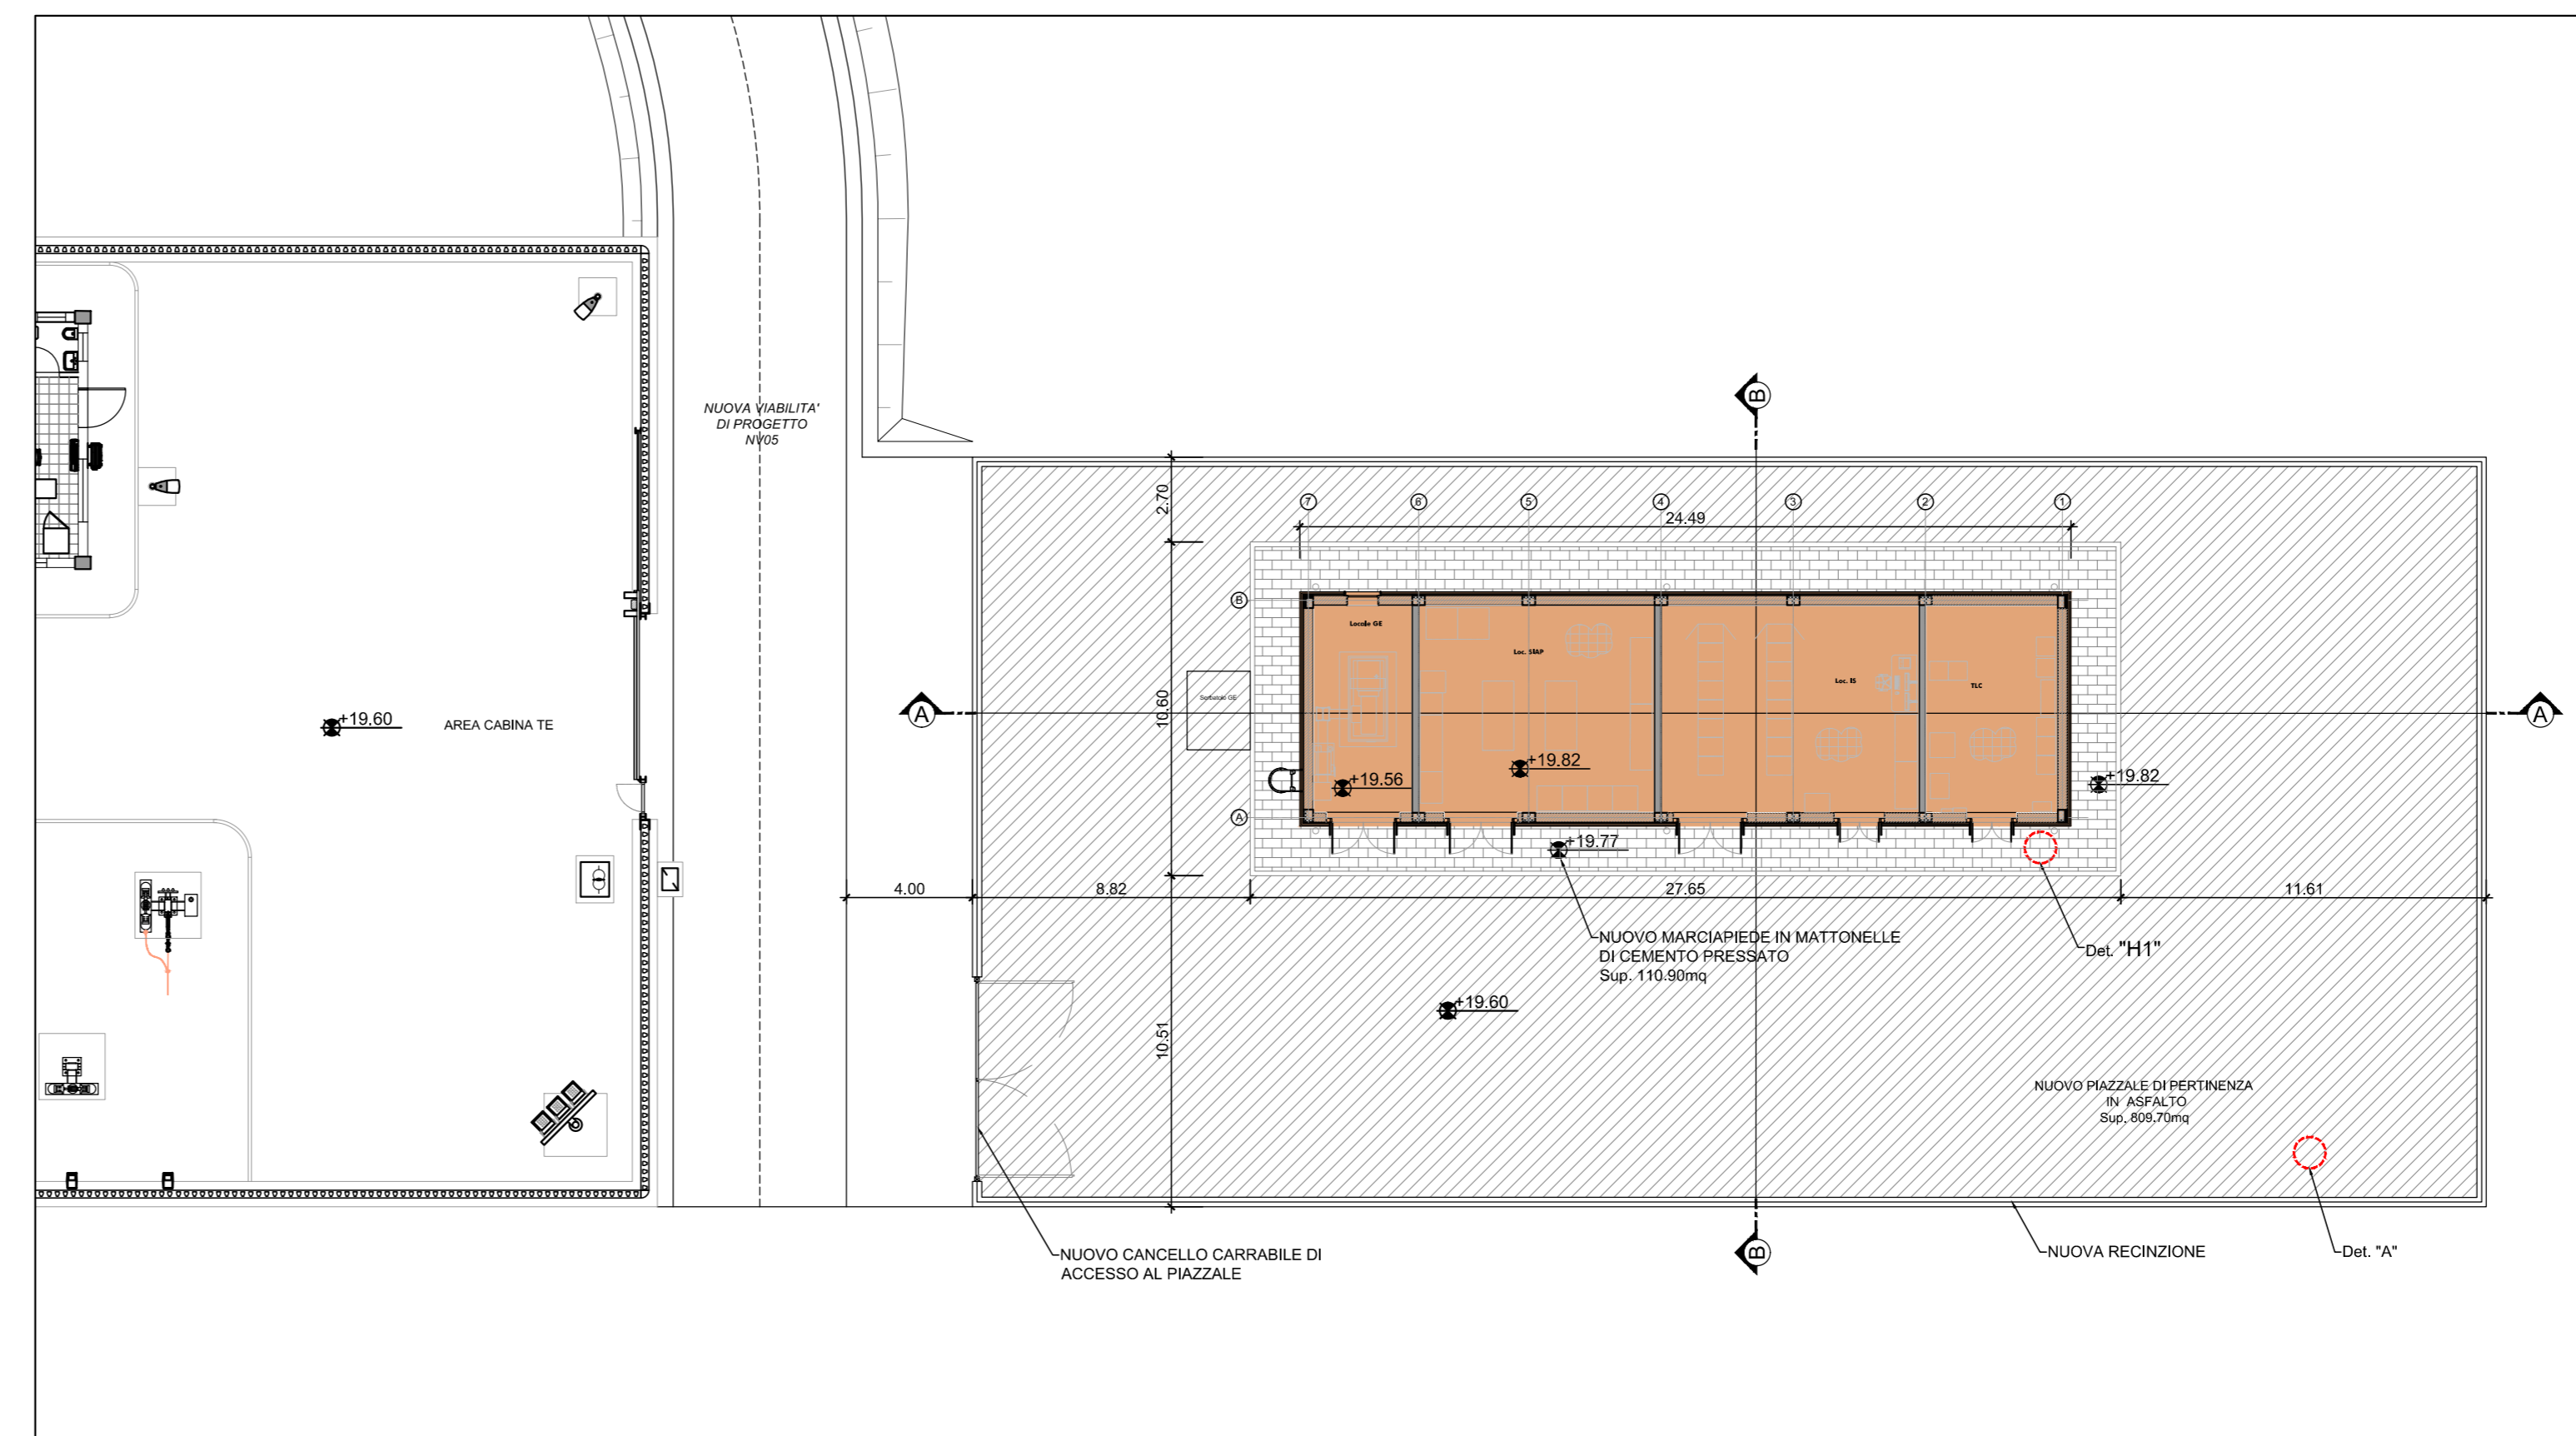 NUOVA VIABILITA'
DI PROGETTO
NV05
B
2.70
7
6
5
4
3
2
1
24.49
B
Locale GE
Loc. SIAP
Loc. IS
TLC
Serbatoio GE
10.60
A
A
+19.60
AREA CABINA TE
+19.82
+19.56
+19.82
A
+19.77
4.00
8.82
27.65
11.61
NUOVO MARCIAPIEDE IN MATTONELLE
DI CEMENTO PRESSATO
Sup. 110.90mq
Det. "H1"
+19.60
10.51
NUOVO PIAZZALE DI PERTINENZA
IN ASFALTO
Sup. 809.70mq
NUOVO CANCELLO CARRABILE DI
ACCESSO AL PIAZZALE
B
NUOVA RECINZIONE
Det. "A"